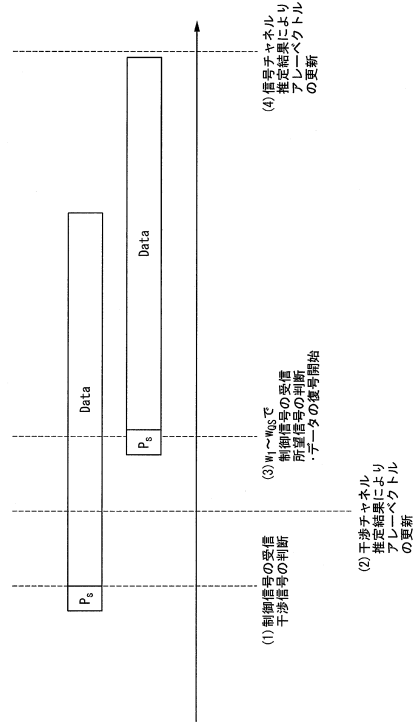 Ps
Data
Ps
Data
(1)制御信号の受信
干渉信号の判断
(2)干渉チャネル
推定結果により
アレーベクトル
の更新
(3)W1~WQSで
制御信号の受信
所望信号の判断
・データの復号開始
(4)信号チャネル
推定結果により
アレーベクトル
の更新